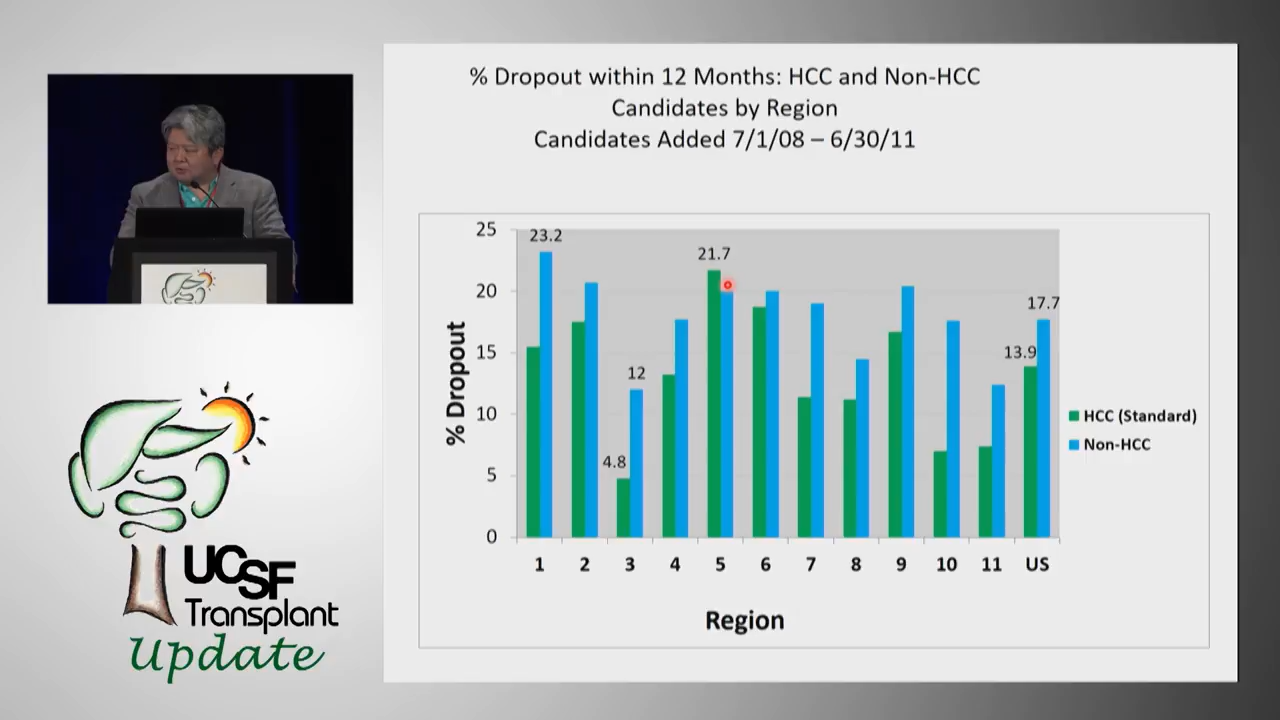 % Dropout within 12 Months: HCC and Non-HCC
Candidates by Region
Candidates Added 7/1/08 – 6/30/11
% Dropout
25
20
15
10
5
0
23.2
4.8
12
21.7
13.9
17.7
1 2 3 4 5 6 7 8 9 10 11 US
Region
HCC (Standard)
Non-HCC
UCSF
Transplant
Update